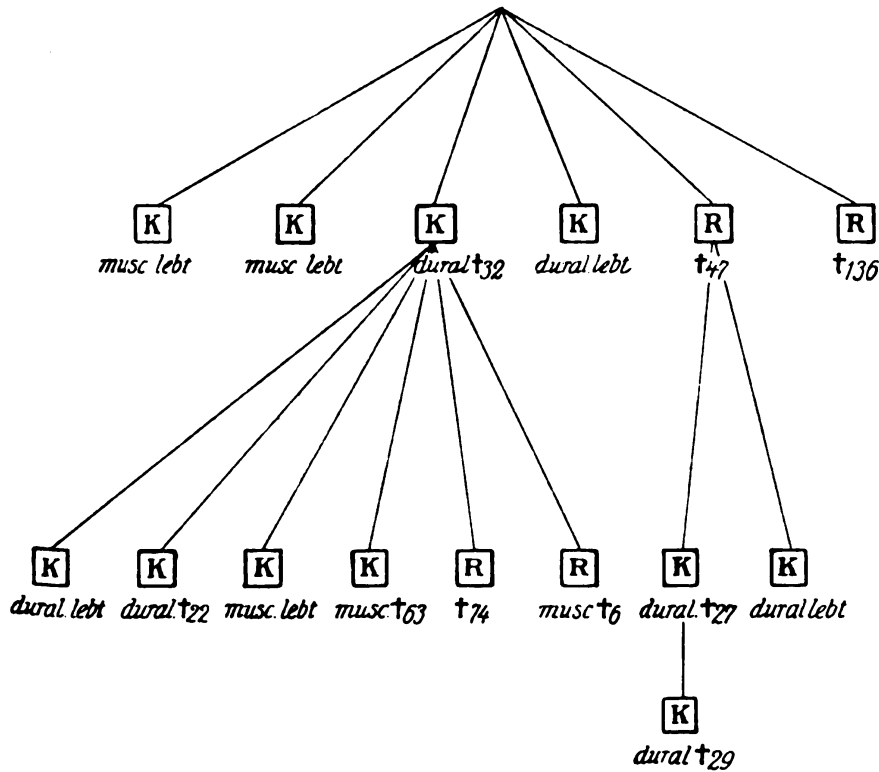 K K K K R R
musc lebt musc lebt dural †32 dural. lebt †47 †136
K K K K R R K K
dural. lebt dural. †22 musc. lebt musc. †63 †74 musc †6 dural. †27 dural lebt
K
dural †29